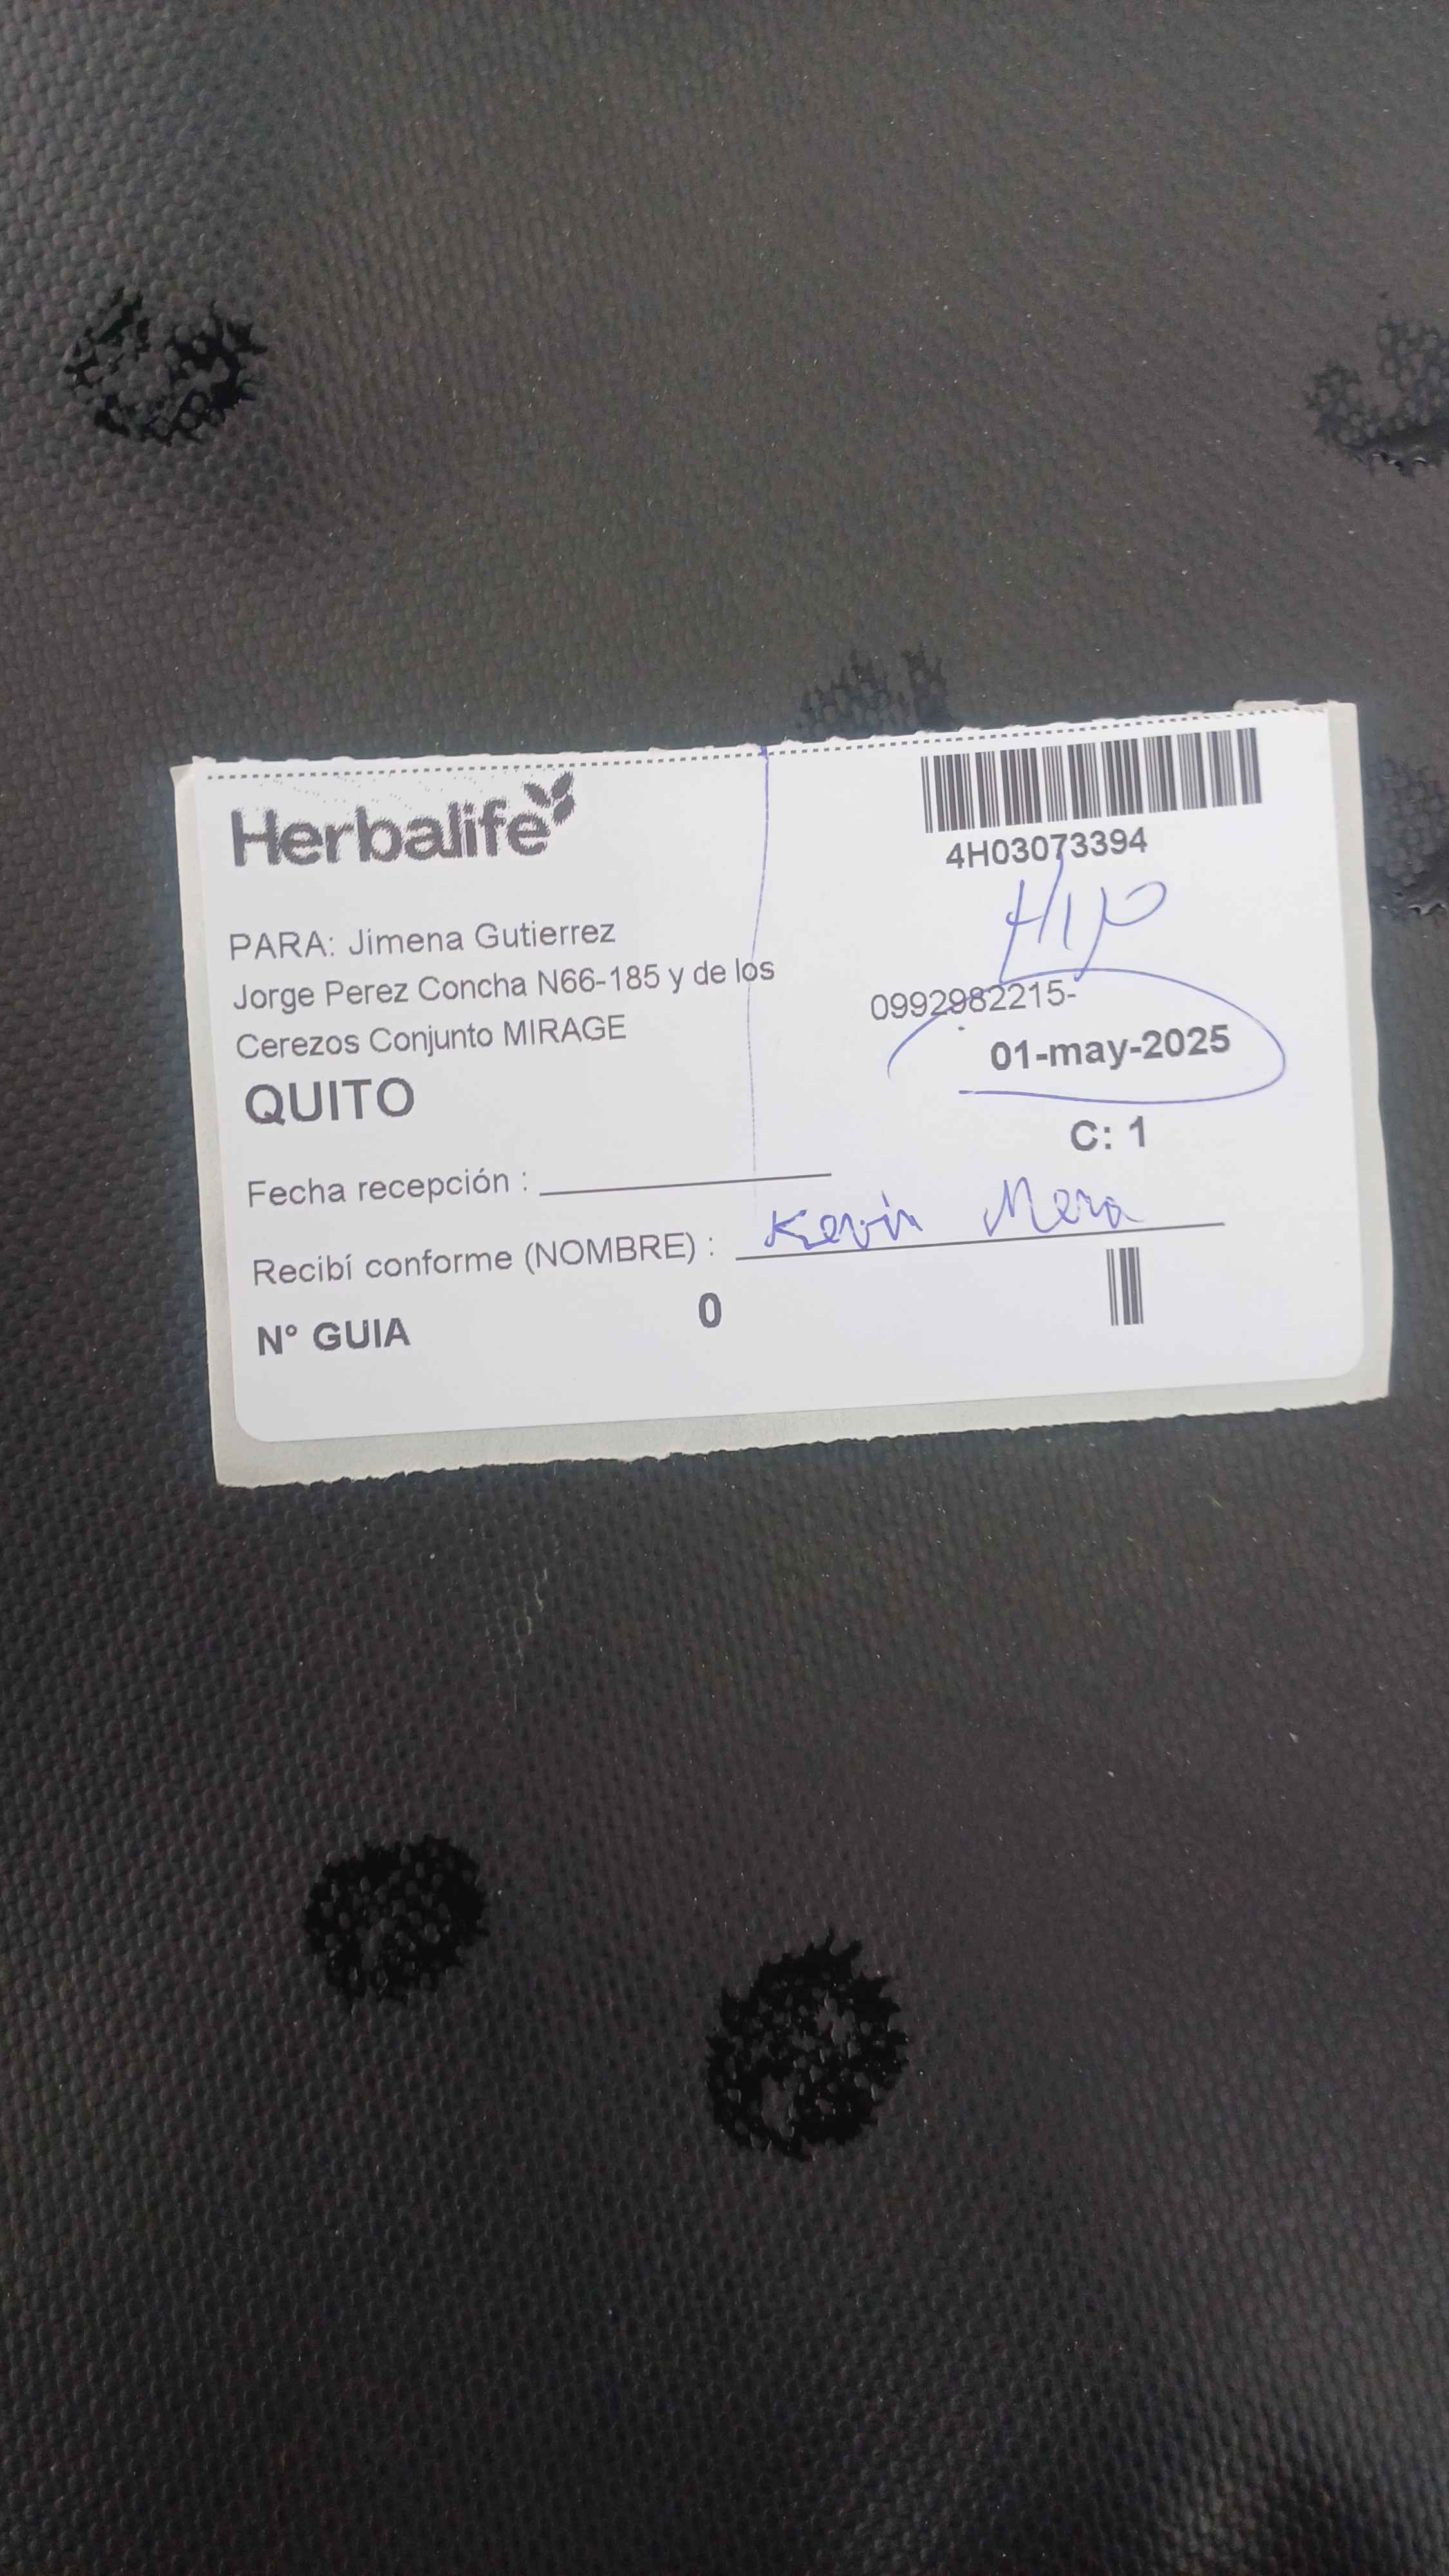 Herbalife
4H03073394
PARA: Jimena Gutierrez
Jorge Perez Concha N66-185 y de los
Cerezos Conjunto MIRAGE
QUITO
0992982215-
01-may-2025
C: 1
Fecha recepción :
Recibí conforme (NOMBRE) : Kevin Mera
N° GUIA 0